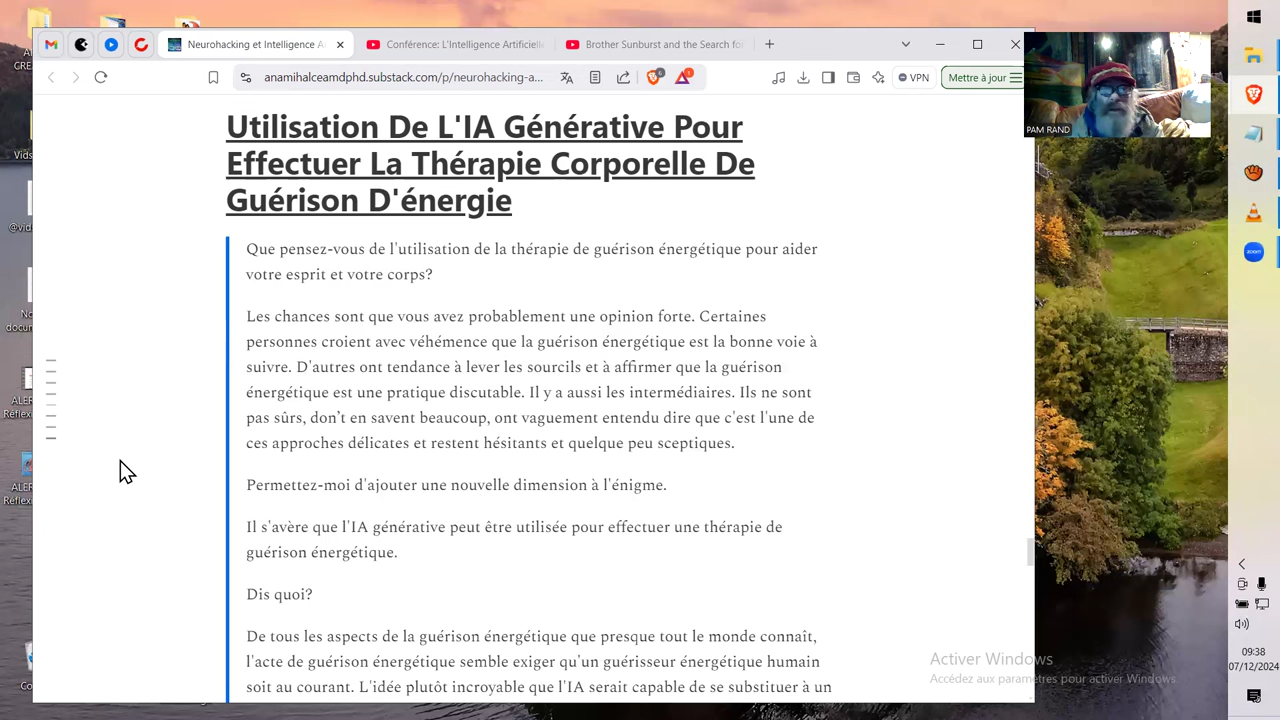 Neurohacking et Intelligence A
Conférence: L'Intelligence Artificielle
Brother Sunburst and the Search for
anamihalceamdphd.substack.com/p/neurohacking-a...
6
1
VPN
Mettre à jour
PAM RAND
Utilisation De L'IA Générative Pour
Effectuer La Thérapie Corporelle De
Guérison D'énergie
Que pensez-vous de l'utilisation de la thérapie de guérison énergétique pour aider
votre esprit et votre corps?
Les chances sont que vous avez probablement une opinion forte. Certaines
personnes croient avec véhémence que la guérison énergétique est la bonne voie à
suivre. D'autres ont tendance à lever les sourcils et à affirmer que la guérison
énergétique est une pratique discutable. Il y a aussi les intermédiaires. Ils ne sont
pas sûrs, don't en savent beaucoup, ont vaguement entendu dire que c'est l'une de
ces approches délicates et restent hésitants et quelque peu sceptiques.
Permettez-moi d'ajouter une nouvelle dimension à l'énigme.
Il s'avère que l'IA générative peut être utilisée pour effectuer une thérapie de
guérison énergétique.
Dis quoi?
De tous les aspects de la guérison énergétique que presque tout le monde connaît,
l'acte de guérison énergétique semble exiger qu'un guérisseur énergétique humain
soit au courant. L'idée plutôt incroyable que l'IA serait capable de se substituer à un
Vids
@vid
docum
ALER
Réflex
zoom
Activer Windows
Accédez aux paramètres pour activer Windows.
09:38
07/12/2024